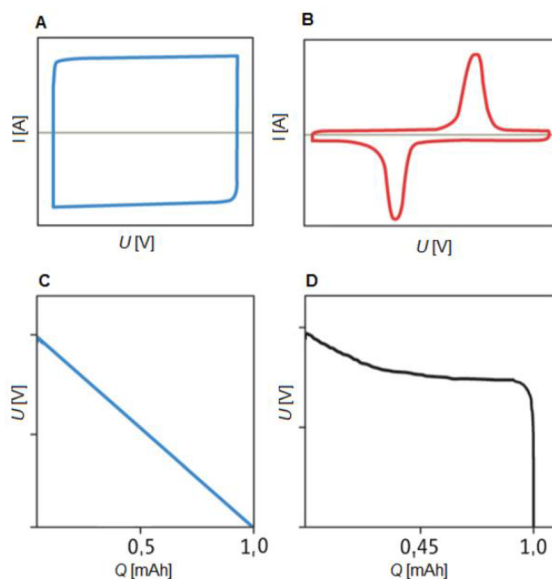 A
I [A]
U [V]
B
I [A]
U [V]
C
U [V]
0,5
1,0
Q [mAh]
D
U [V]
0,45
1,0
Q [mAh]